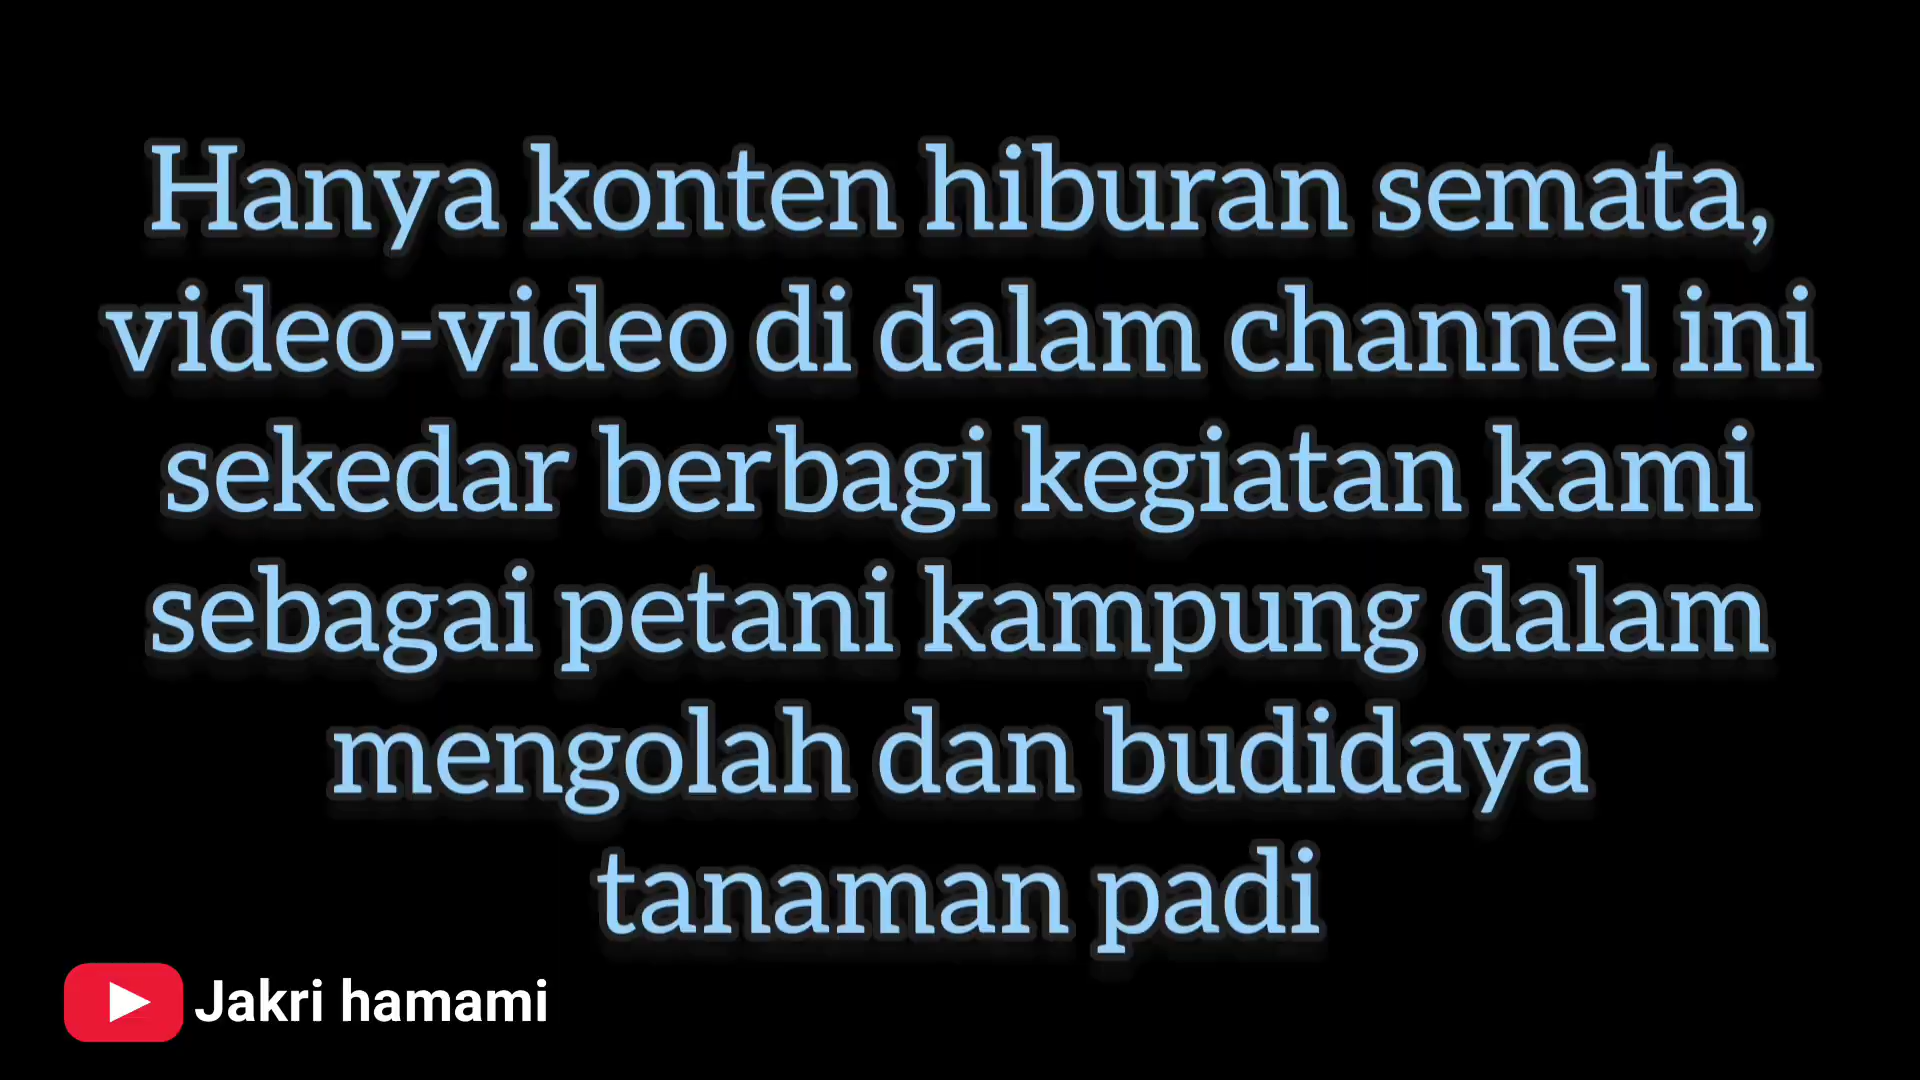 Hanya konten hiburan semata,
video-video di dalam channel ini
sekedar berbagi kegiatan kami
sebagai petani kampung dalam
mengolah dan budidaya
tanaman padi
Jakri hamami